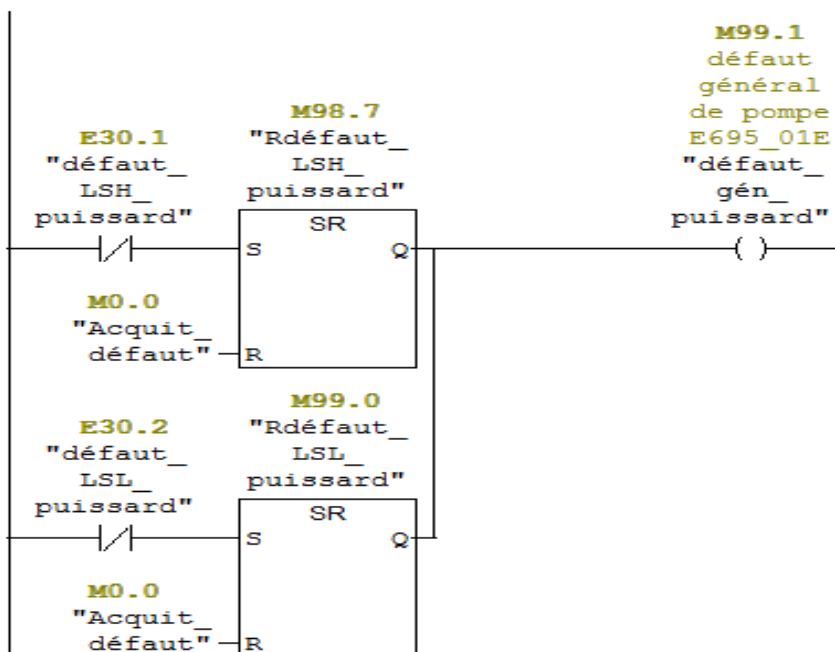 M99.1
défaut
général
de pompe
E695_01E
"défaut_
gén_
puissard"
M98.7
"Rdéfaut_
LSH_
puissard"
E30.1
"défaut_
LSH_
puissard"
SR
S
Q
M0.0
"Acquit_
défaut"
R
M99.0
"Rdéfaut_
LSL_
puissard"
E30.2
"défaut_
LSL_
puissard"
SR
S
Q
M0.0
"Acquit_
défaut"
R